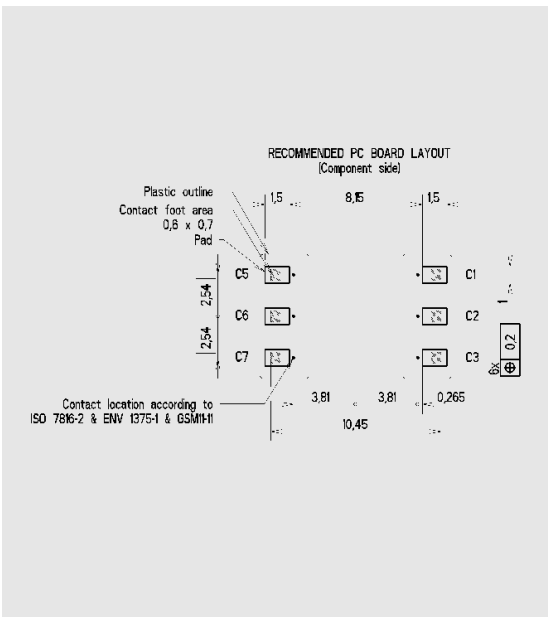 RECOMMENDED PC BOARD LAYOUT
(Component side)
Plastic outline
Contact foot area
0,6 x 0,7
Pad
1,5
8,15
1,5
C5
C1
2,54
C6
C2
1
2,54
C7
C3
6x
0,2
Contact location according to
ISO 7816-2 & ENV 1375-1 & GSM11-11
3,81
3,81
0,265
10,45